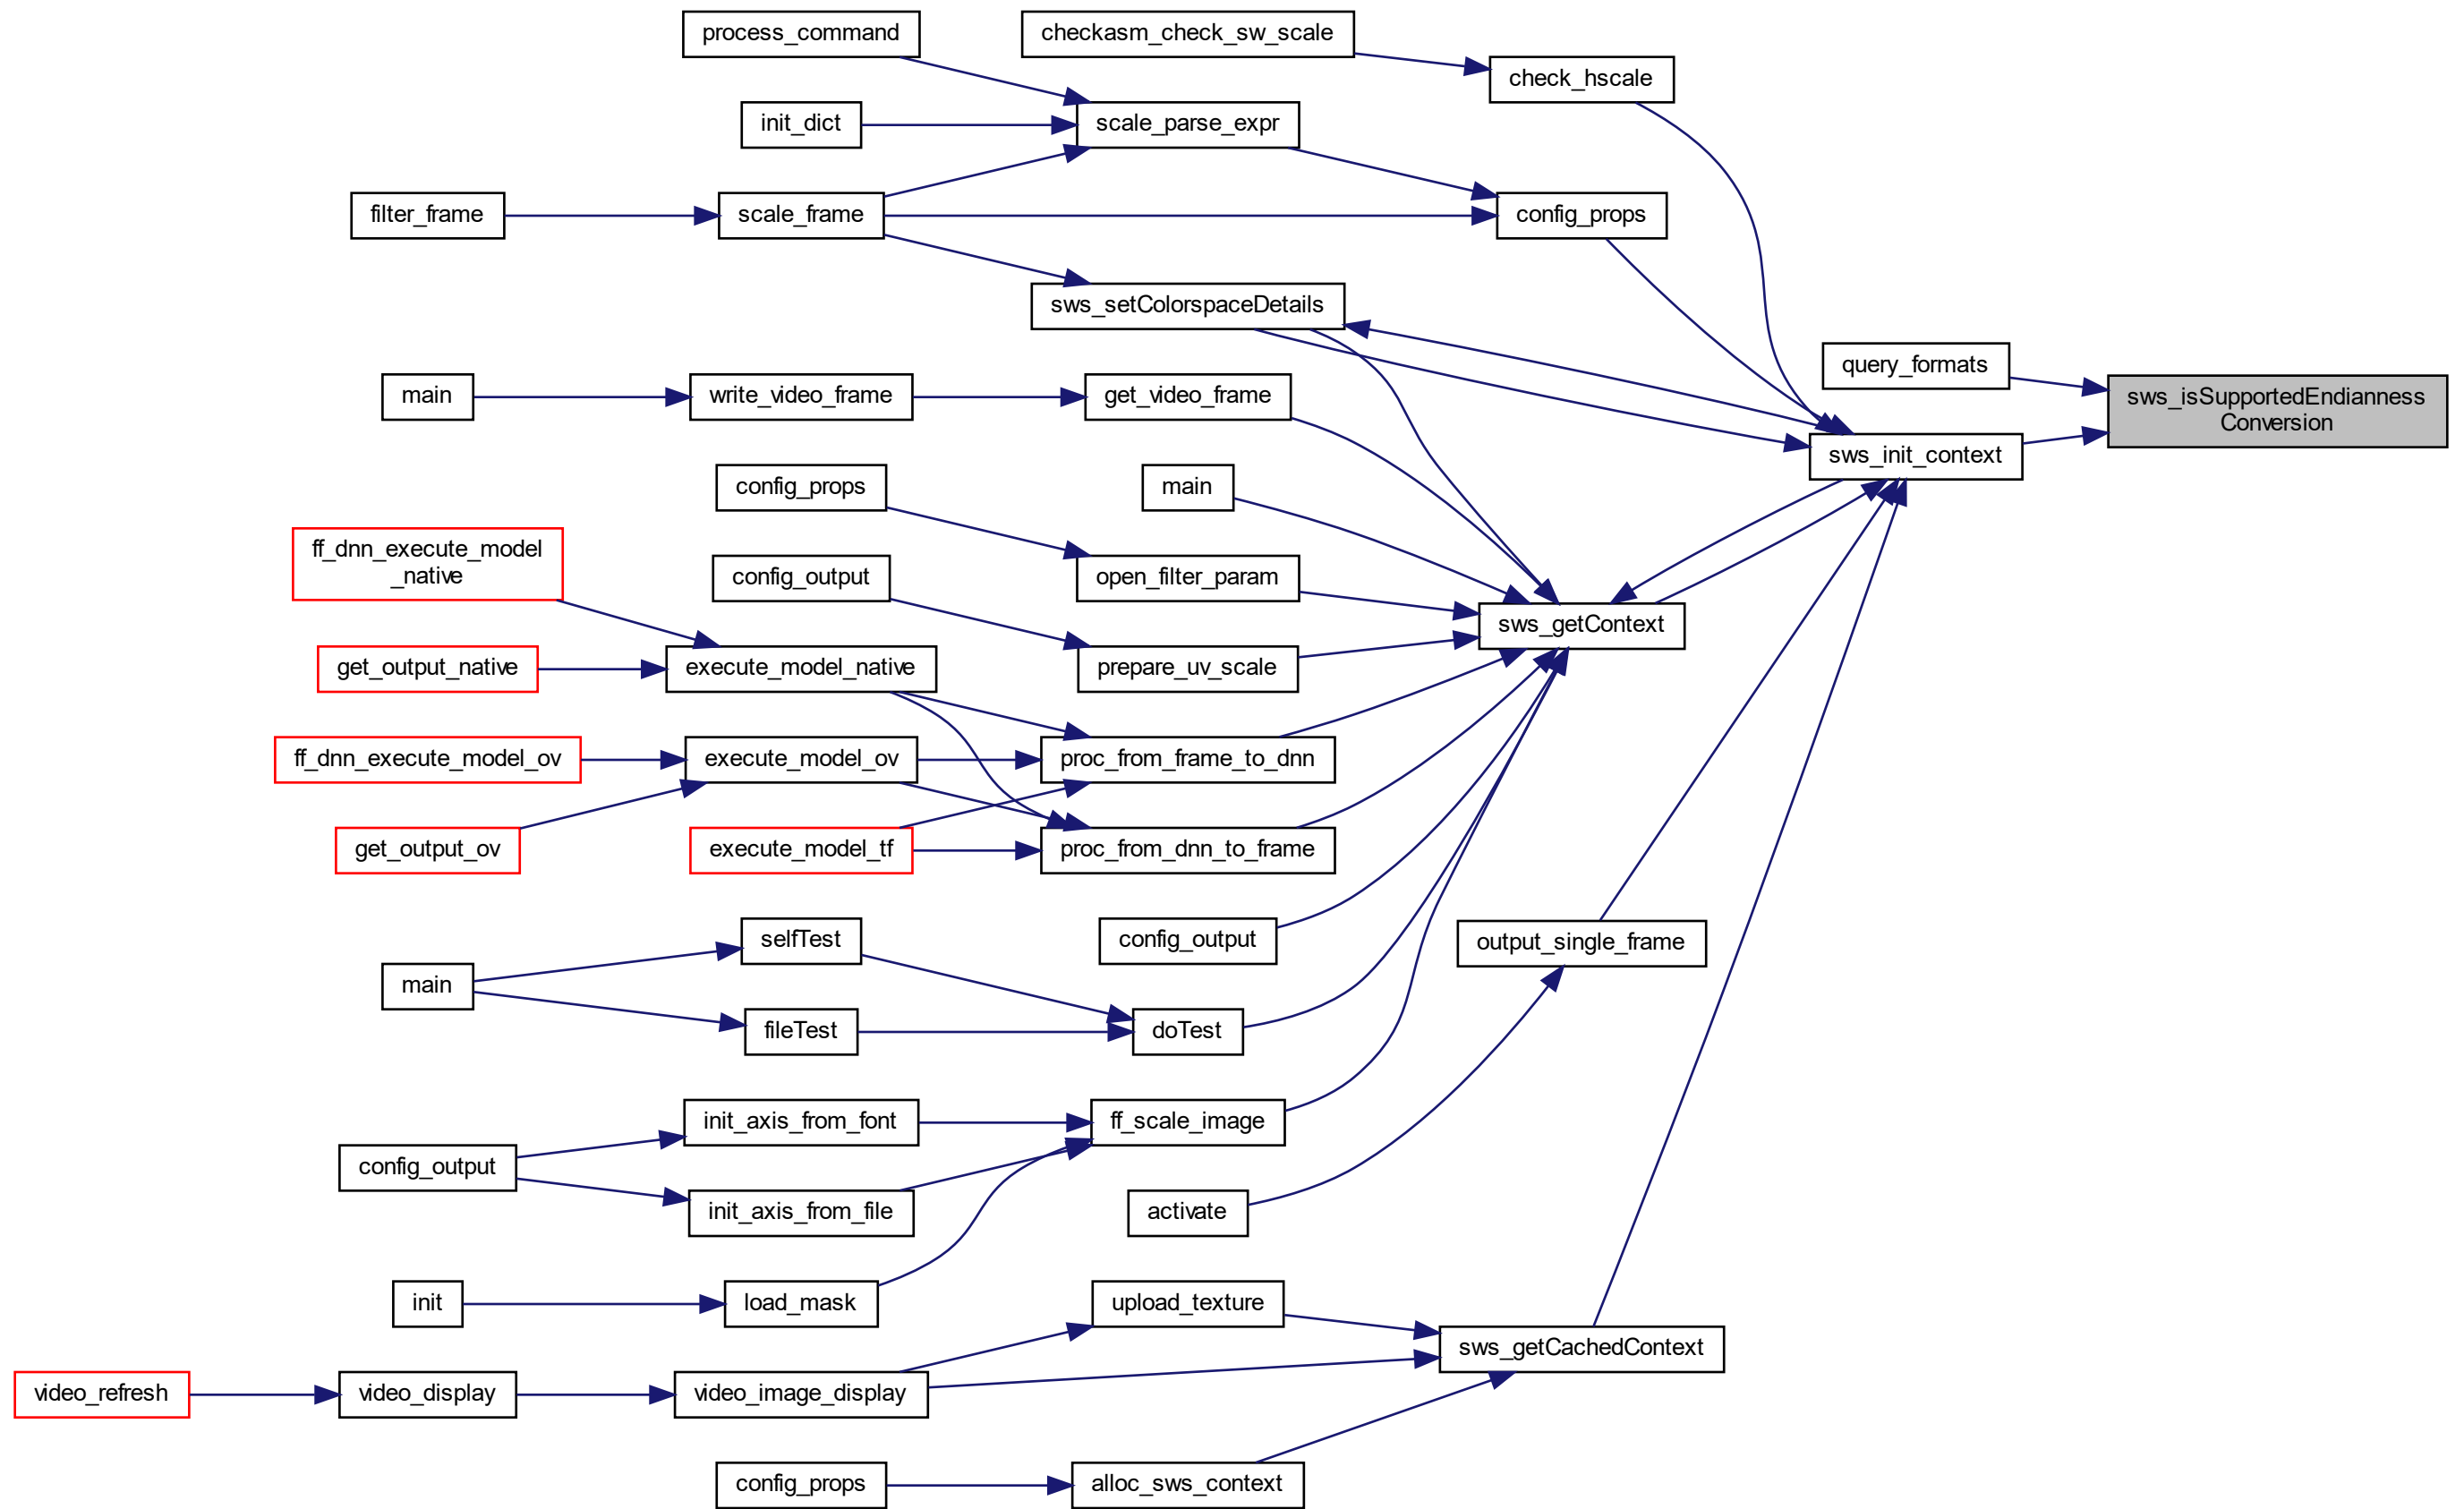 process_command
checkasm_check_sw_scale
check_hscale
init_dict
scale_parse_expr
filter_frame
scale_frame
config_props
sws_setColorspaceDetails
query_formats
sws_isSupportedEndianness
Conversion
main
write_video_frame
get_video_frame
sws_init_context
config_props
main
ff_dnn_execute_model
_native
config_output
open_filter_param
sws_getContext
get_output_native
execute_model_native
prepare_uv_scale
ff_dnn_execute_model_ov
execute_model_ov
proc_from_frame_to_dnn
get_output_ov
execute_model_tf
proc_from_dnn_to_frame
selfTest
config_output
output_single_frame
main
fileTest
doTest
init_axis_from_font
ff_scale_image
config_output
init_axis_from_file
activate
init
load_mask
upload_texture
sws_getCachedContext
video_refresh
video_display
video_image_display
config_props
alloc_sws_context